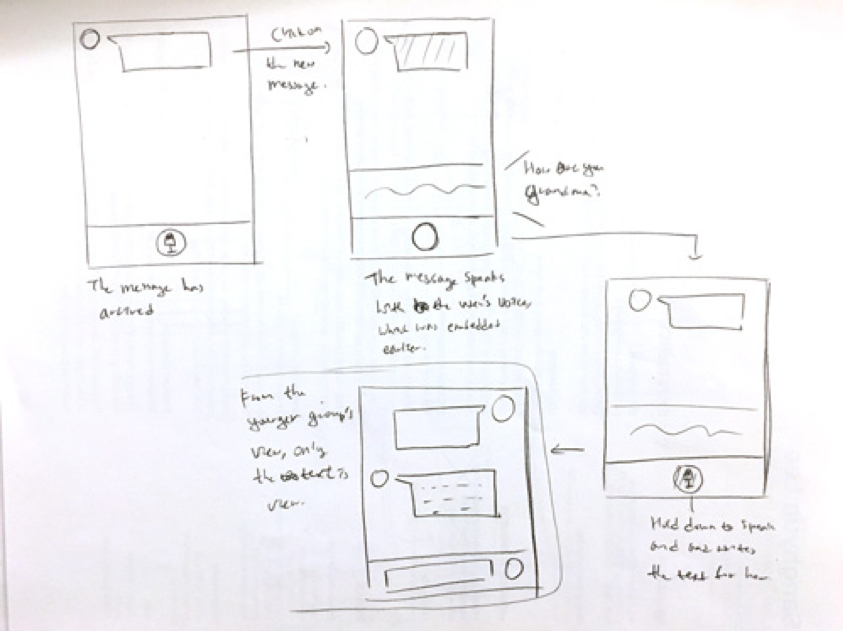 Click on
the new
message.
The message has
arrived
How are you
Grandma?
The message speaks
with the user's voice,
what was embedded
earlier.
Hold down to speak
and and writes
the text for her
From the
younger group's
view, only
the text is
view.